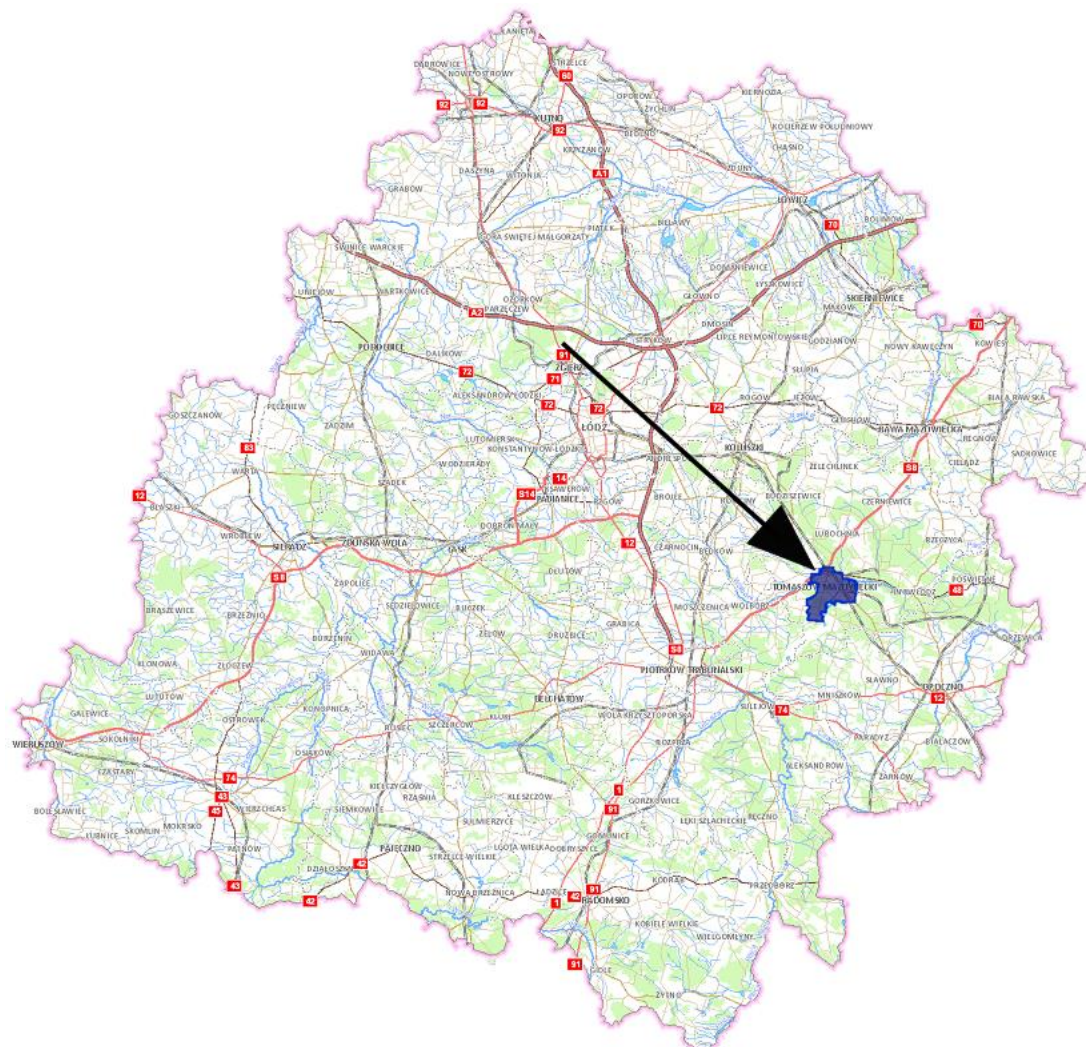 ŁANIĘTA
STRZELCE
DĄBROWICE
NOWE OSTROWY
60
OPORÓW
KIERNOZIA
92
92
ŻYCHLIN
KUTNO
92
BEDLNO
KOCIERZEW POŁUDNIOWY
KRZYŻANÓW
CHĄŚNO
DASZYNA
WITONIA
A1
ZDUNY
GRABÓW
ŁOWICZ
PIĄTEK
BIELAWY
70
BOLIMÓW
GÓRA ŚWIĘTEJ MAŁGORZATY
ŚWINICE WARCKIE
DOMANIEWICE
ŁYSZKOWICE
UNIEJÓW
WARTKOWICE
OZORKÓW
GŁOWNO
MAKÓW
SKIERNIEWICE
A2
PARZĘCZEW
DMOSIN
70
STRYKÓW
LIPCE REYMONTOWSKIE
GODZIANÓW
NOWY KAWĘCZYN
KOWIESY
PODDĘBICE
DALIKÓW
91
ZGIERZ
SŁUPIA
72
71
ALEKSANDRÓW ŁÓDZKI
72
72
72
ROGÓW
JEŻÓW
BIAŁA RAWSKA
PĘCZNIEW
GOSZCZANÓW
ZADZIM
ŁÓDŹ
GŁUCHÓW
RAWA MAZOWIECKA
REGNÓW
LUTOMIERSK
KONSTANTYNÓW ŁÓDZKI
83
KOLUSZKI
SADKOWICE
WODZIERADY
ANDRESPOL
ŻELECHLINEK
CIELĄDZ
WARTA
S8
SZADEK
14
KSAWERÓW
S14
PABIANICE
RZGÓW
BRÓJCE
ROKICINY
BUDZISZEWICE
CZERNIEWICE
12
BŁASZKI
WRÓBLEW
DOBROŃ MAŁY
LUBOCHNIA
SIERADZ
ZDUŃSKA WOLA
ŁASK
12
CZARNOCIN
BĘDKÓW
RZECZYCA
S8
ZAPOLICE
DŁUTÓW
TOMASZÓW MAZOWIECKI
INOWŁÓDZ
POŚWIĘTNE
48
BRĄSZEWICE
BRZEŹNIO
SĘDZIEJOWICE
BUCZEK
MOSZCZENICA
WOLBÓRZ
GRABICA
BURZENIN
ZELÓW
DRUŻBICE
DRZEWICA
S8
KLONOWA
ZŁOCZEW
WIDAWA
PIOTRKÓW TRYBUNALSKI
SŁAWNO
LUTUTÓW
BEŁCHATÓW
MNISZKÓW
OPOCZNO
12
KONOPNICA
SULEJÓW
74
GALEWICE
OSTRÓWEK
SZCZERCÓW
KLUKI
WOLA KRZYSZTOPORSKA
RUSIEC
SOKOLNIKI
WIERUSZÓW
OSJAKÓW
ROZPRZA
PARADYŻ
BIAŁACZÓW
ALEKSANDRÓW
CZASTARY
74
ŻARNÓW
KIEŁCZYGŁÓW
43
RZĄŚNIA
KLESZCZÓW
1
GORZKOWICE
BOLESŁAWIEC
45
WIERZCHLAS
SIEMKOWICE
91
ŁĘKI SZLACHECKIE
RĘCZNO
SULMIERZYCE
SKOMLIN
MOKRSKO
ŁUBNICE
GOMUNICE
PĄTNÓW
PAJĘCZNO
LGOTA WIELKA
DOBRYSZYCE
42
STRZELCE WIELKIE
DZIAŁOSZYN
43
KODRĄB
NOWA BRZEŹNICA
ŁADZICE
91
PRZEDBÓRZ
42
1
42
RADOMSKO
KOBIELE WIELKIE
WIELGOMŁYNY
91
GIDLE
ŻYTNO